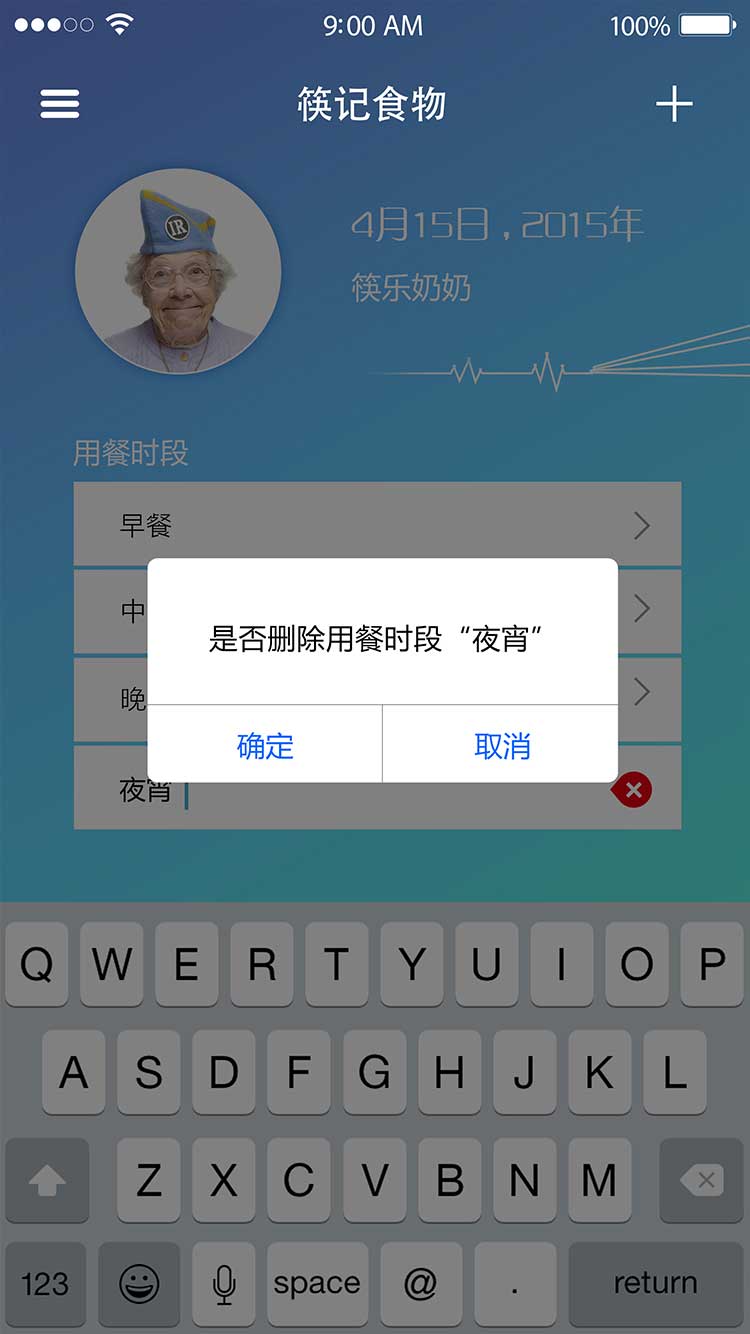 9:00 AM 100%
筷记食物
IR
4月15日 , 2015年
筷乐奶奶
用餐时段
早餐
中
是否删除用餐时段 “夜宵”
晚
确定 取消
夜宵
Q W E R T Y U I O P
A S D F G H J K L
Z X C V B N M
123 space @ . return